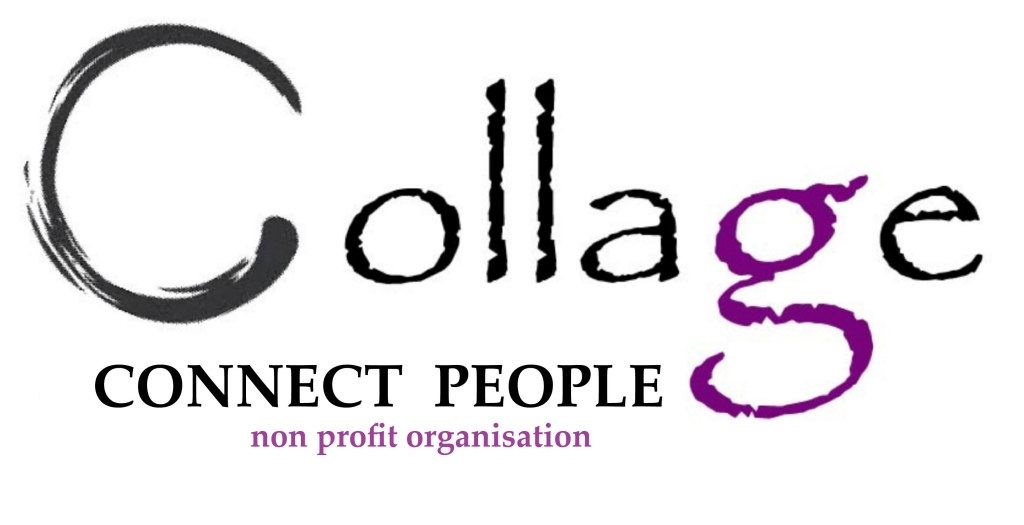 Collage
CONNECT PEOPLE
non profit organisation